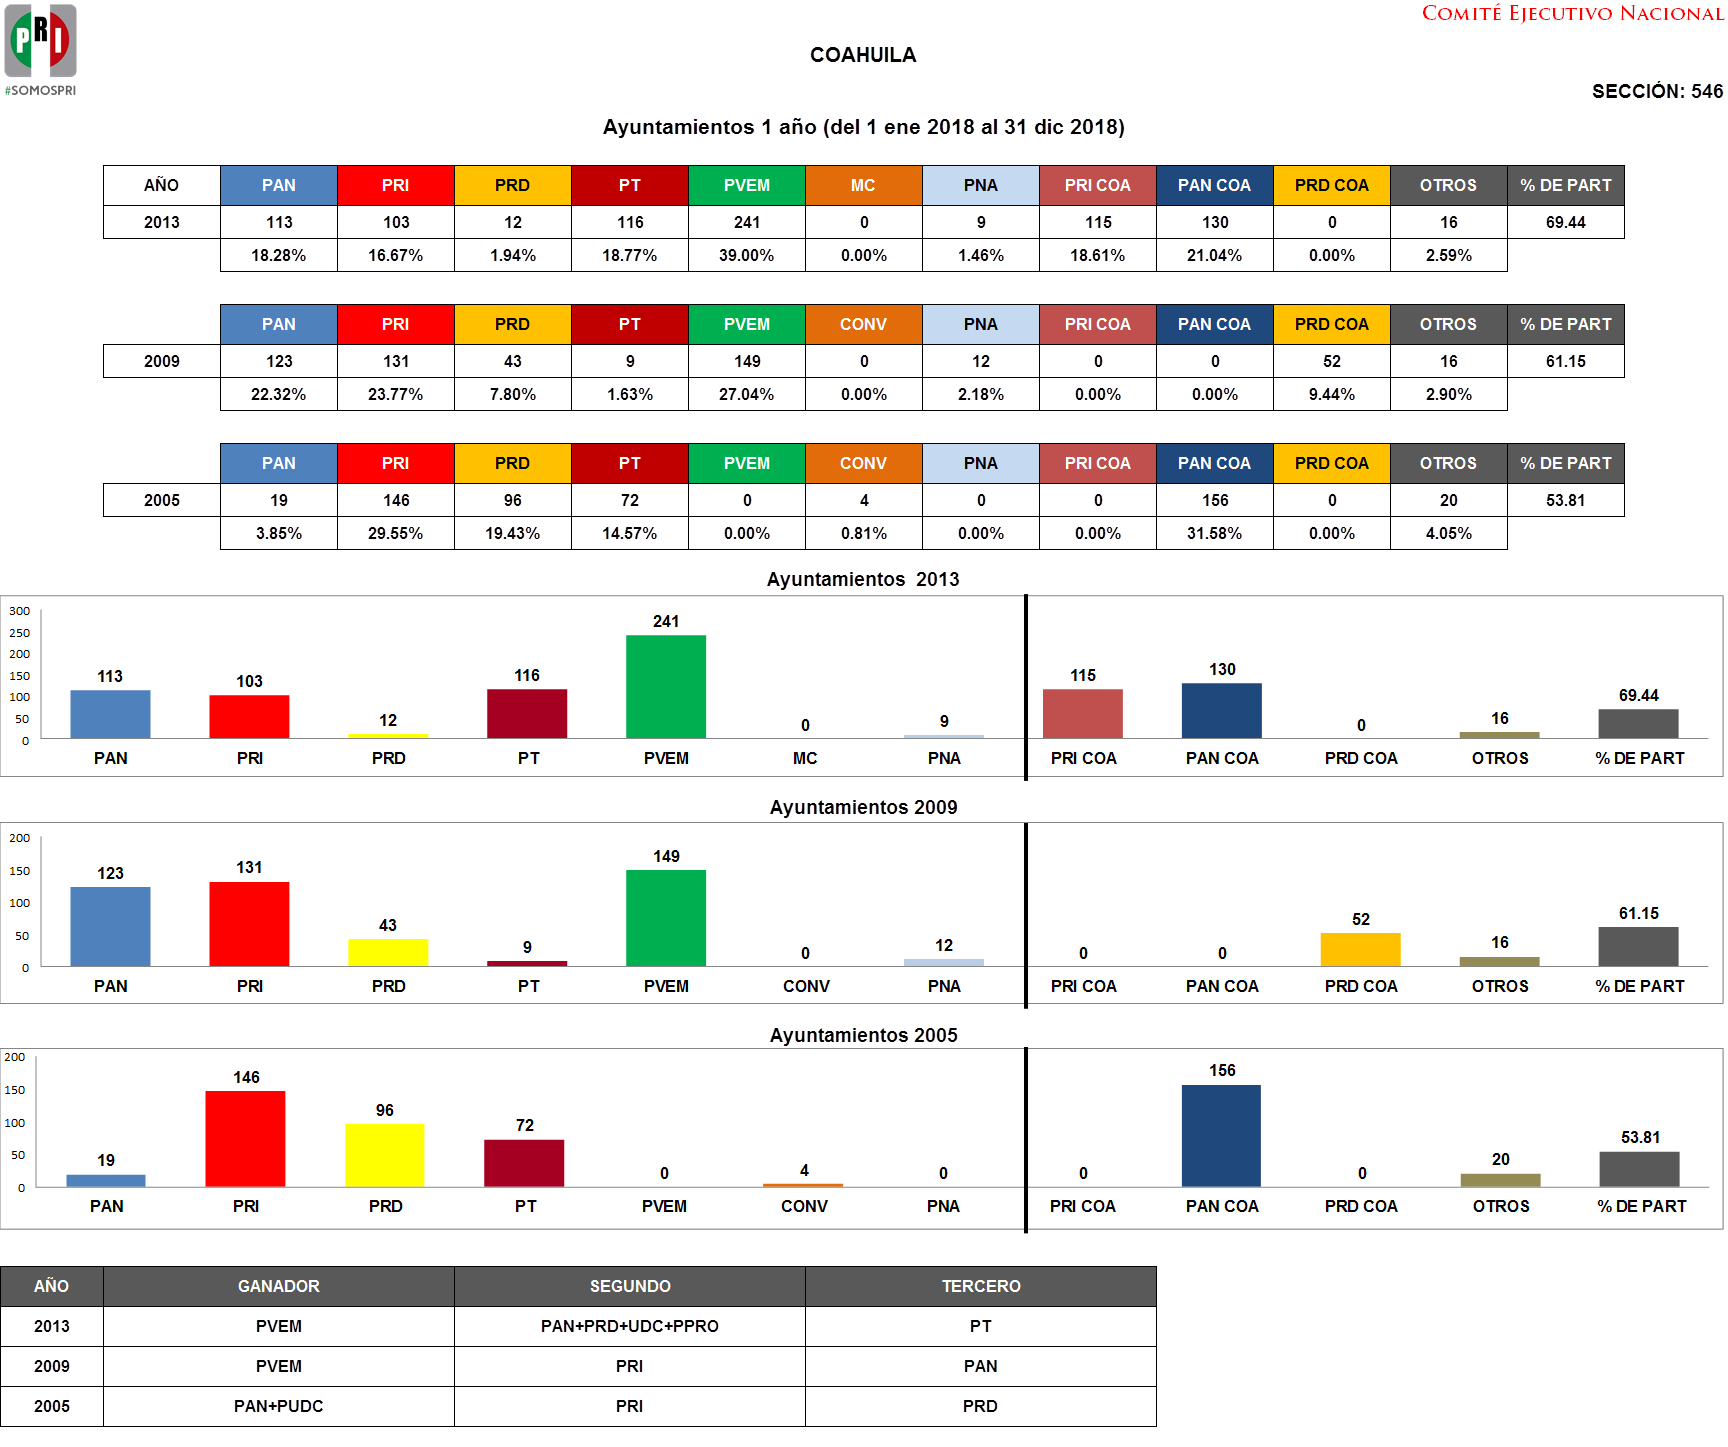 PRI
#SOMOSPRI
COMITÉ EJECUTIVO NACIONAL
COAHUILA
SECCIÓN: 546
Ayuntamientos 1 año (del 1 ene 2018 al 31 dic 2018)
AÑO PAN PRI PRD PT PVEM MC PNA PRI COA PAN COA PRD COA OTROS % DE PART
2013 113 103 12 116 241 0 9 115 130 0 16 69.44
18.28% 16.67% 1.94% 18.77% 39.00% 0.00% 1.46% 18.61% 21.04% 0.00% 2.59%
PAN PRI PRD PT PVEM CONV PNA PRI COA PAN COA PRD COA OTROS % DE PART
2009 123 131 43 9 149 0 12 0 0 52 16 61.15
22.32% 23.77% 7.80% 1.63% 27.04% 0.00% 2.18% 0.00% 0.00% 9.44% 2.90%
PAN PRI PRD PT PVEM CONV PNA PRI COA PAN COA PRD COA OTROS % DE PART
2005 19 146 96 72 0 4 0 0 156 0 20 53.81
3.85% 29.55% 19.43% 14.57% 0.00% 0.81% 0.00% 0.00% 31.58% 0.00% 4.05%
Ayuntamientos 2013
300
250
200
150
100
50
0
113 103 12 116 241 0 9 115 130 0 16 69.44
PAN PRI PRD PT PVEM MC PNA PRI COA PAN COA PRD COA OTROS % DE PART
Ayuntamientos 2009
200
150
100
50
0
123 131 43 9 149 0 12 0 0 52 16 61.15
PAN PRI PRD PT PVEM CONV PNA PRI COA PAN COA PRD COA OTROS % DE PART
Ayuntamientos 2005
200
150
100
50
0
19 146 96 72 0 4 0 0 156 0 20 53.81
PAN PRI PRD PT PVEM CONV PNA PRI COA PAN COA PRD COA OTROS % DE PART
AÑO GANADOR SEGUNDO TERCERO
2013 PVEM PAN+PRD+UDC+PPRO PT
2009 PVEM PRI PAN
2005 PAN+PUDC PRI PRD